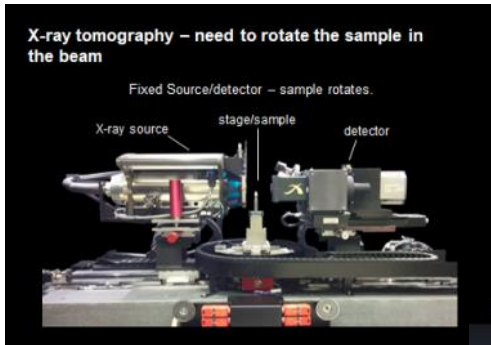 X-ray tomography – need to rotate the sample in
the beam
Fixed Source/detector – sample rotates.
stage/sample
X-ray source
detector